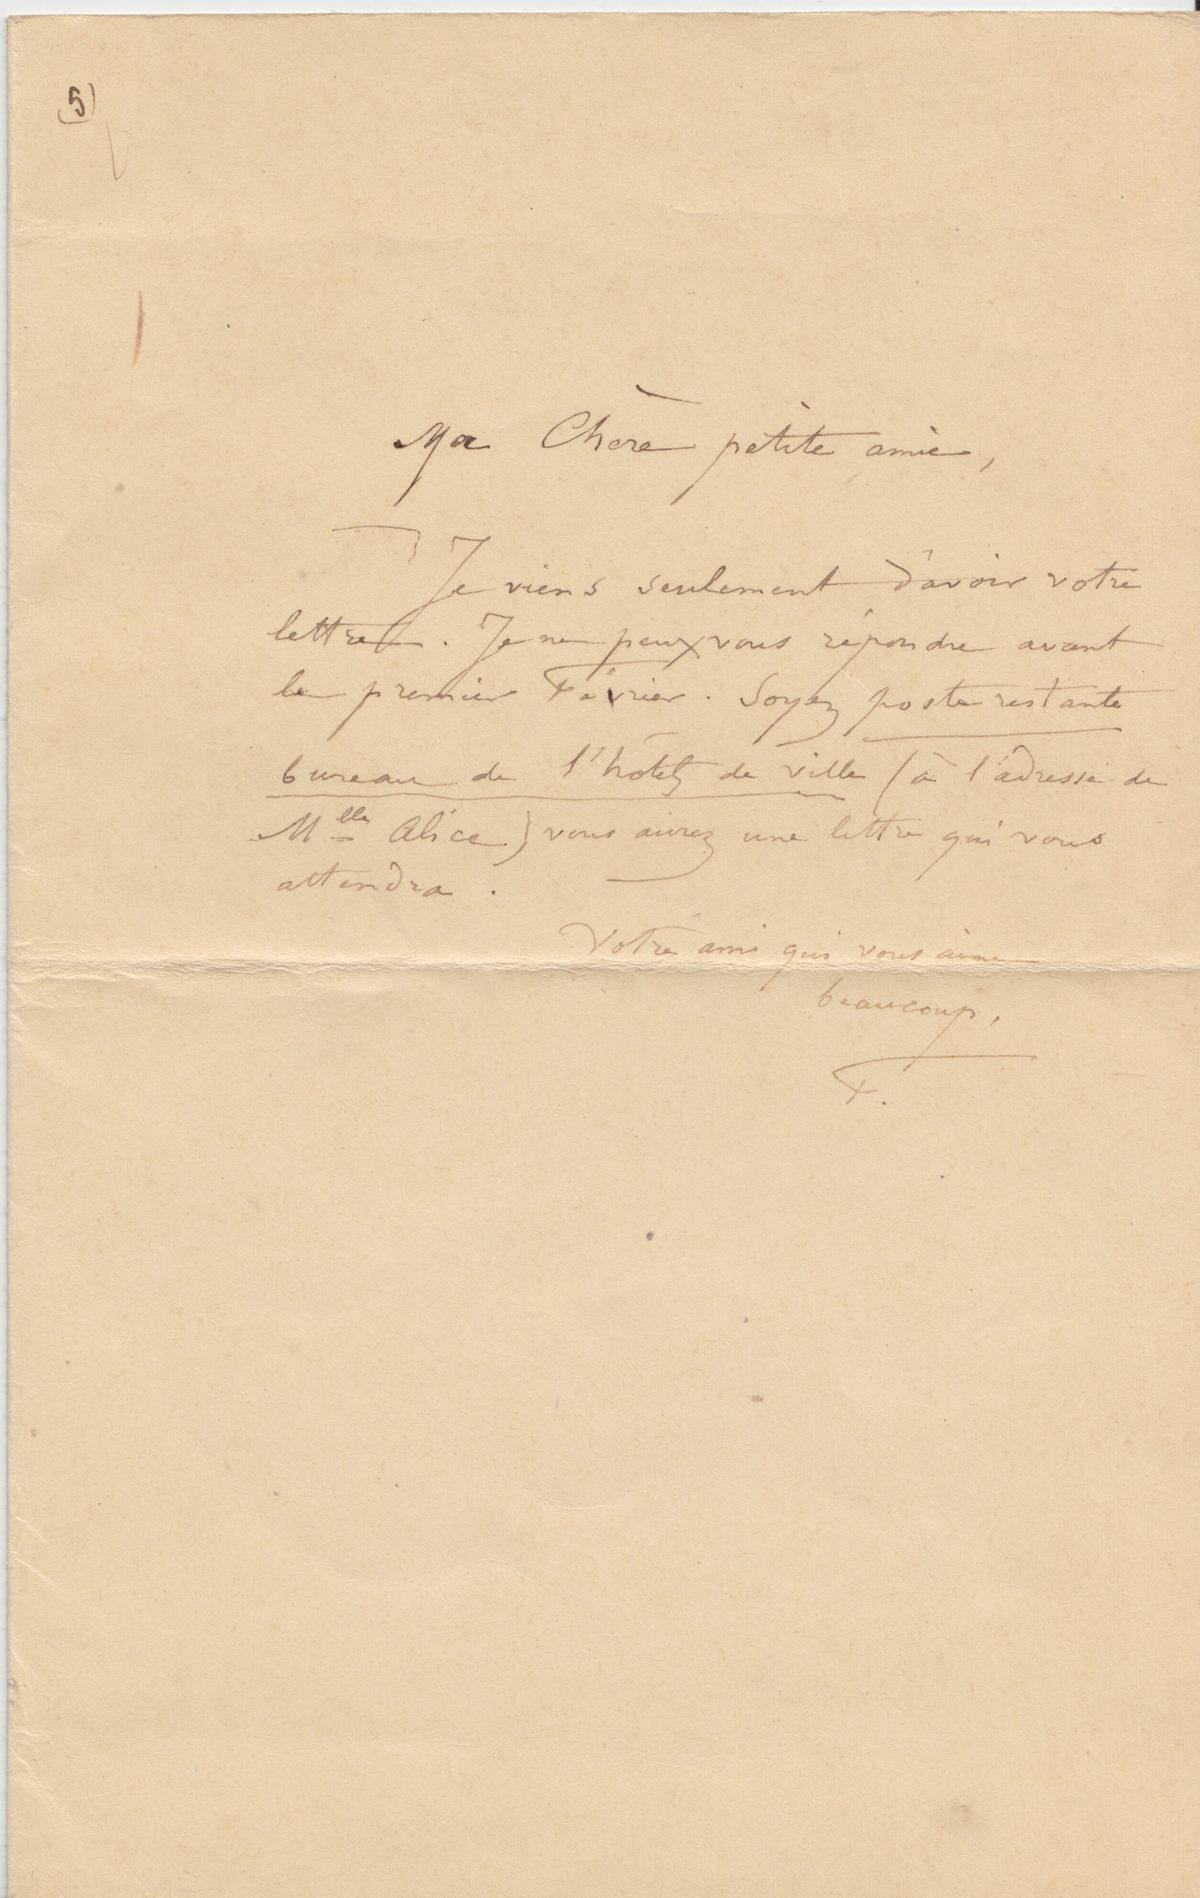 (5)
Ma Chère petite amie,
Je viens seulement d'avoir votre
lettre. Je ne peux vous répondre avant
le premier Février. Soyez poste restante
bureau de l'hôtel de ville (à l'adresse de
Mlle Alice) vous aurez une lettre qui vous
attendra.
Votre ami qui vous aime
beaucoup,
F.